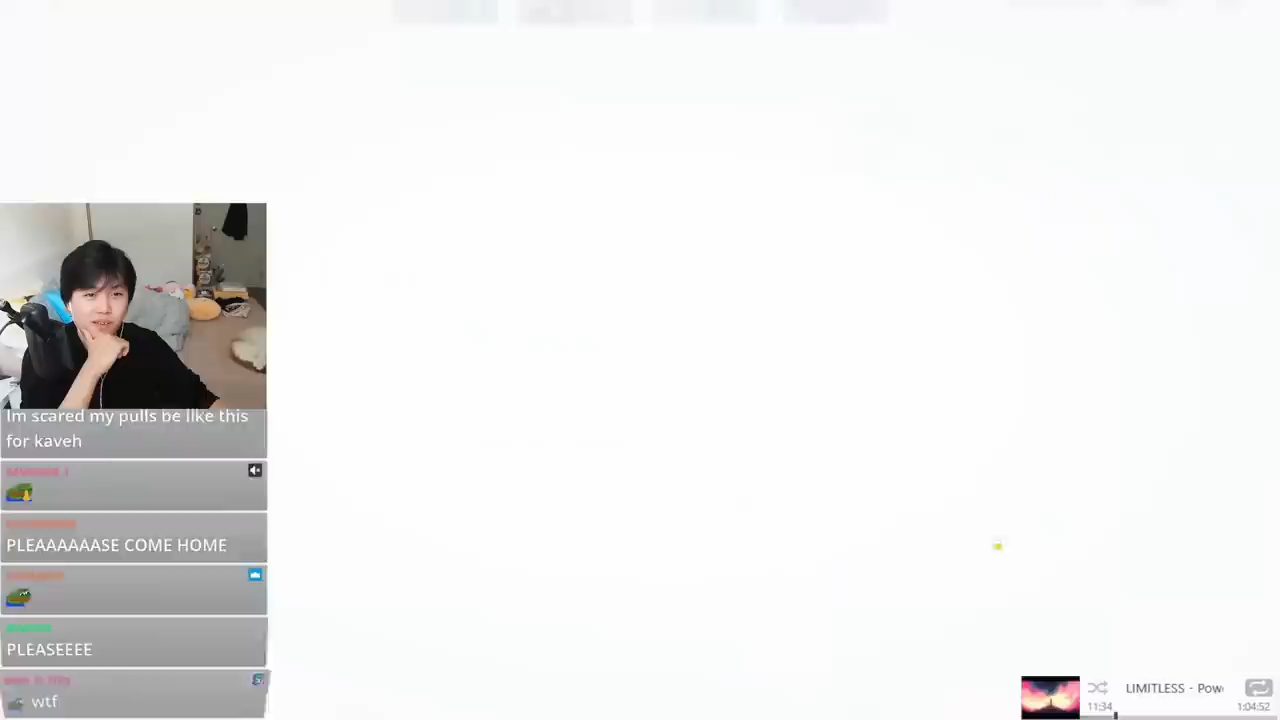 Im scared my pulls be like this
for kaveh
PLEAAAAAASE COME HOME
PLEASEEEE
wtf
LIMITLESS - Pow
11:34
1:04:52